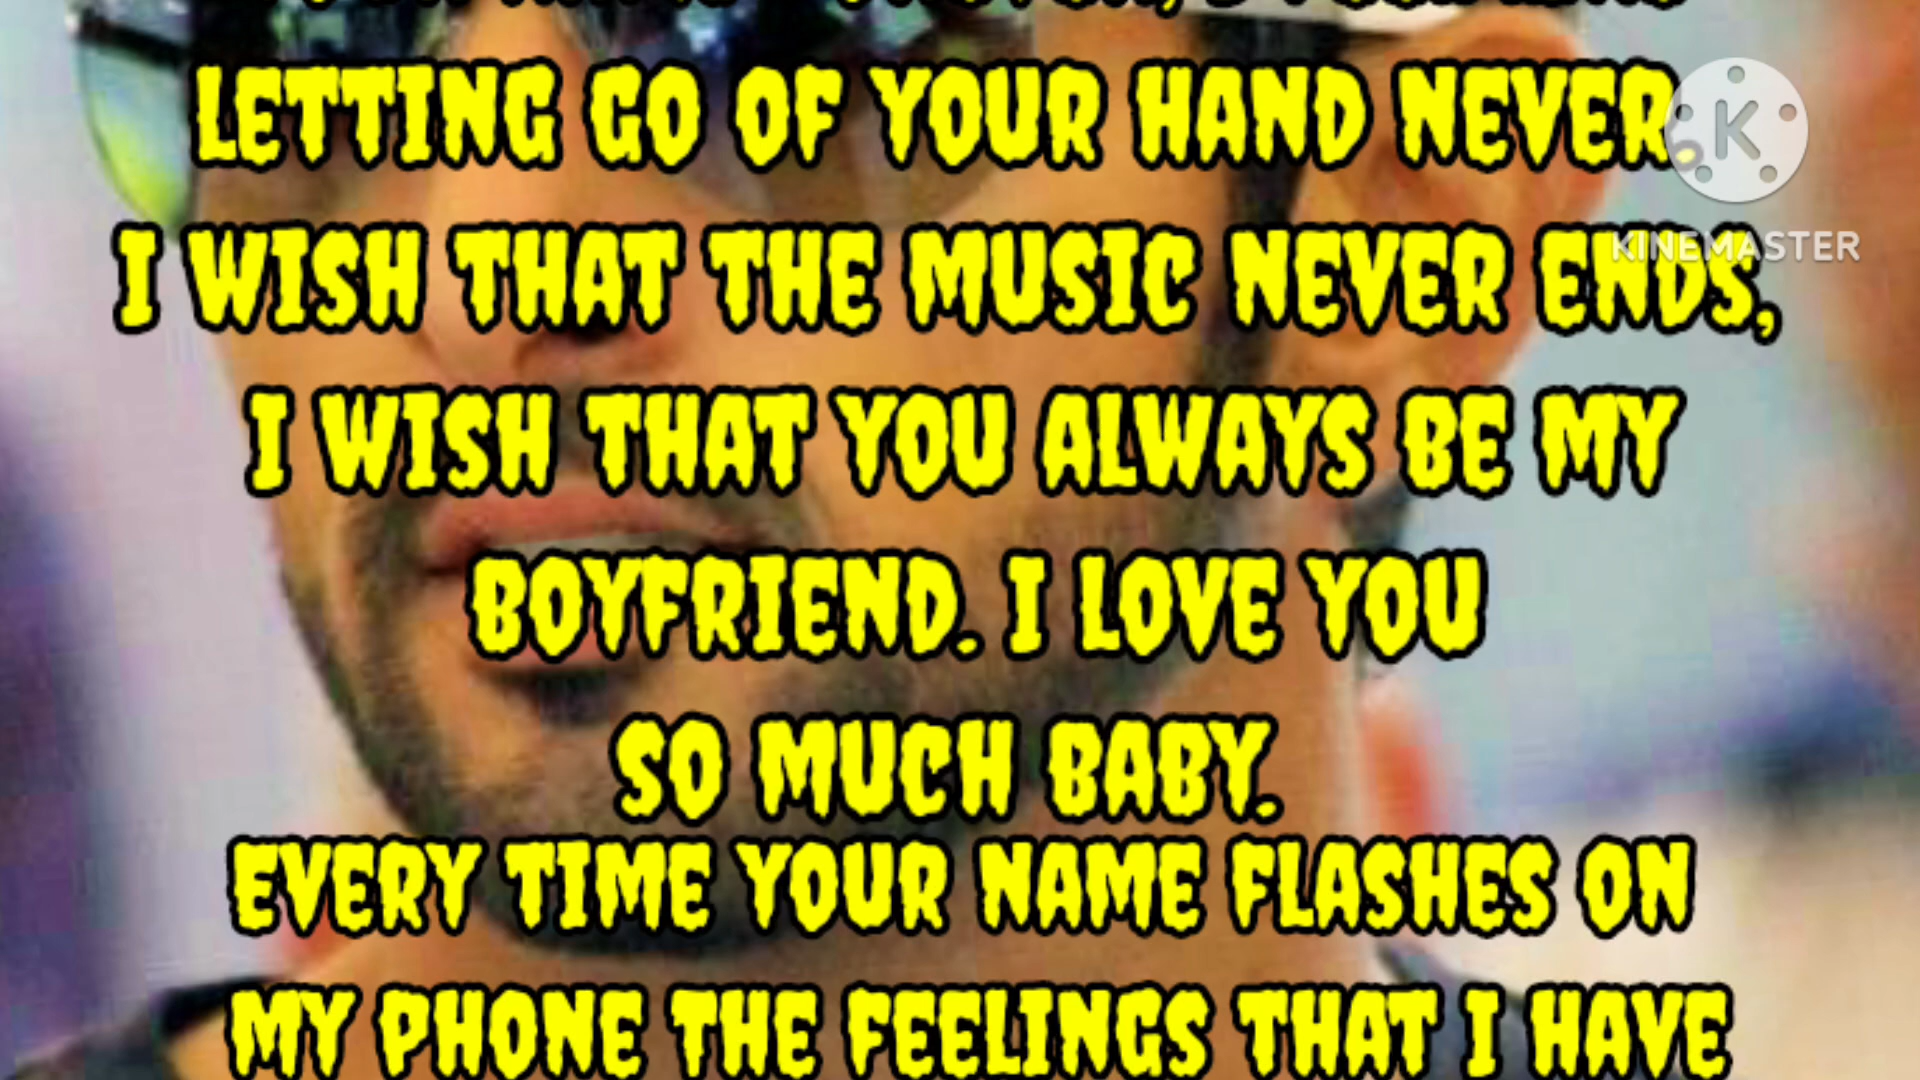 LETTING GO OF YOUR HAND NEVER.
K
KINEMASTER
I WISH THAT THE MUSIC NEVER ENDS,
I WISH THAT YOU ALWAYS BE MY
BOYFRIEND. I LOVE YOU
SO MUCH BABY.
EVERY TIME YOUR NAME FLASHES ON
MY PHONE THE FEELINGS THAT I HAVE